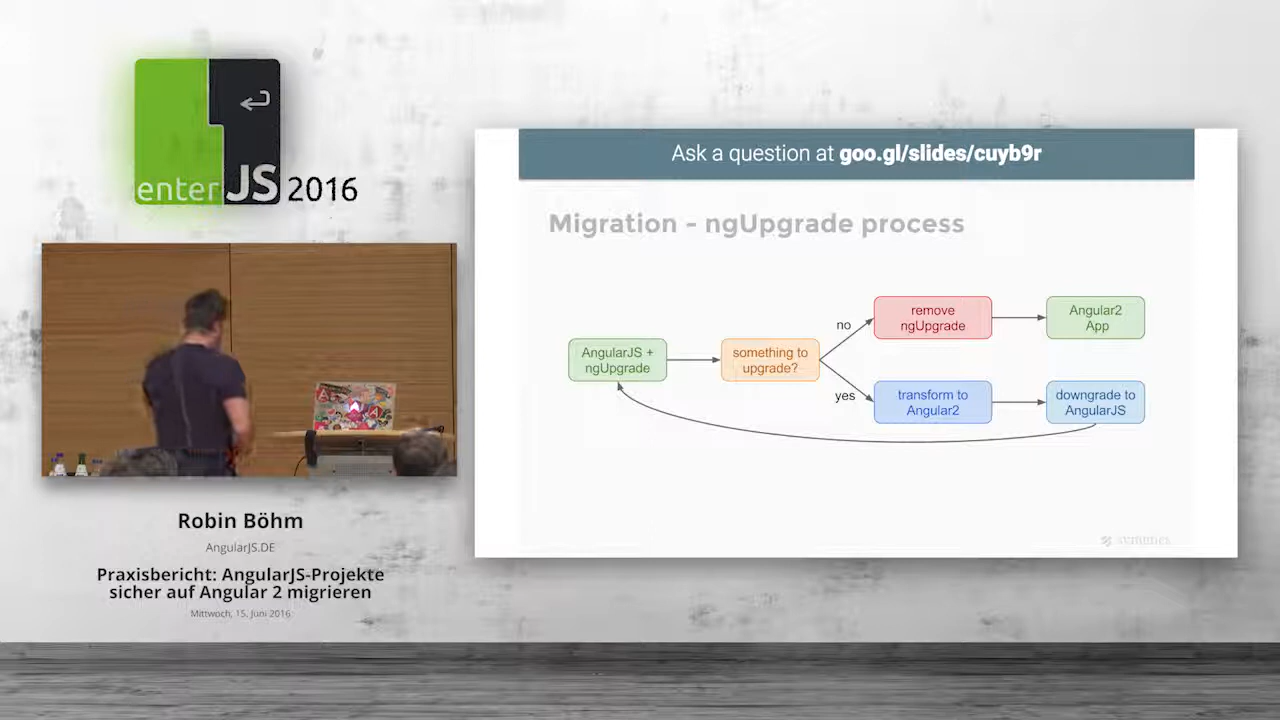 enterJS 2016
Robin Böhm
AngularJS.DE
Praxisbericht: AngularJS-Projekte
sicher auf Angular 2 migrieren
Mittwoch, 15. Juni 2016
Ask a question at goo.gl/slides/cuyb9r
Migration - ngUpgrade process
AngularJS +
ngUpgrade
something to
upgrade?
no
yes
remove
ngUpgrade
Angular2
App
transform to
Angular2
downgrade to
AngularJS